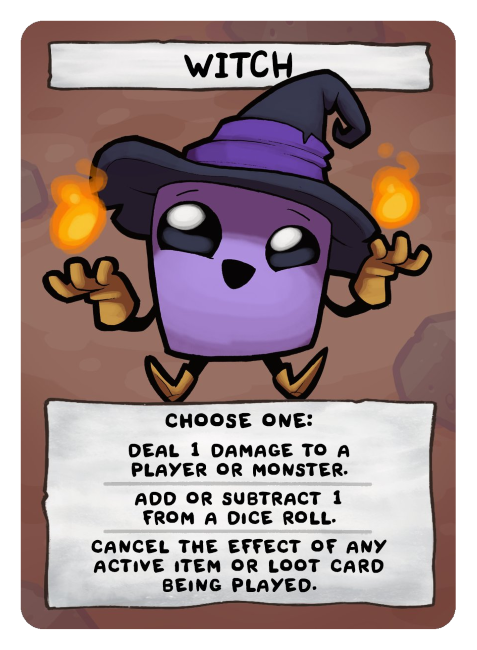 WITCH
CHOOSE ONE:
DEAL 1 DAMAGE TO A
PLAYER OR MONSTER.
ADD OR SUBTRACT 1
FROM A DICE ROLL.
CANCEL THE EFFECT OF ANY
ACTIVE ITEM OR LOOT CARD
BEING PLAYED.